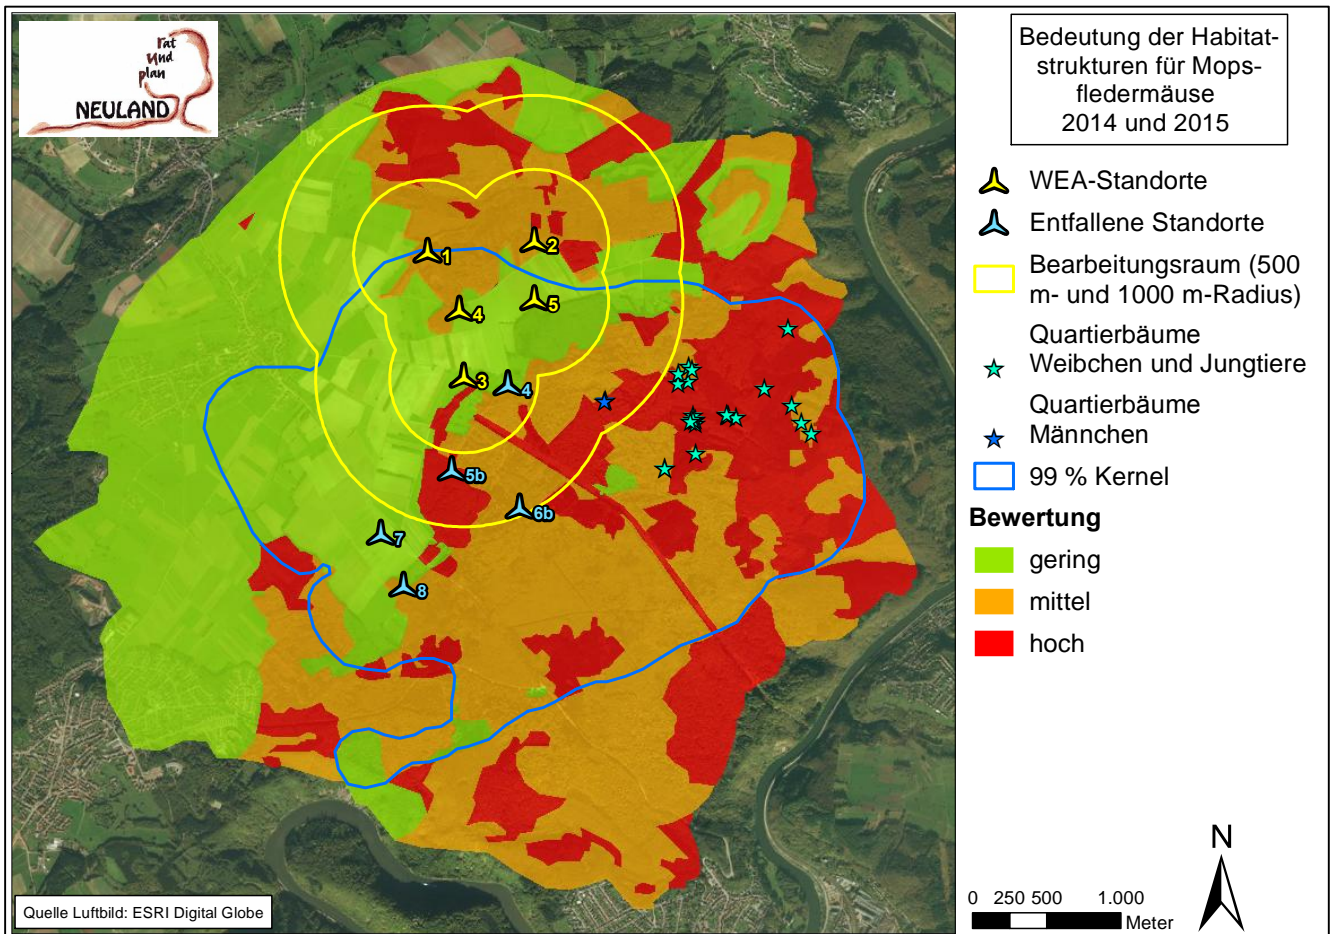 rat
und
plan
NEULAND
Bedeutung der Habitat-
strukturen für Mops-
fledermäuse
2014 und 2015
WEA-Standorte
Entfallene Standorte
Bearbeitungsraum (500
m- und 1000 m-Radius)
Quartierbäume
Weibchen und Jungtiere
Quartierbäume
Männchen
99 % Kernel
Bewertung
gering
mittel
hoch
1
2
4
5
3
4
5b
6b
7
8
N
0 250 500 1.000
Meter
Quelle Luftbild: ESRI Digital Globe